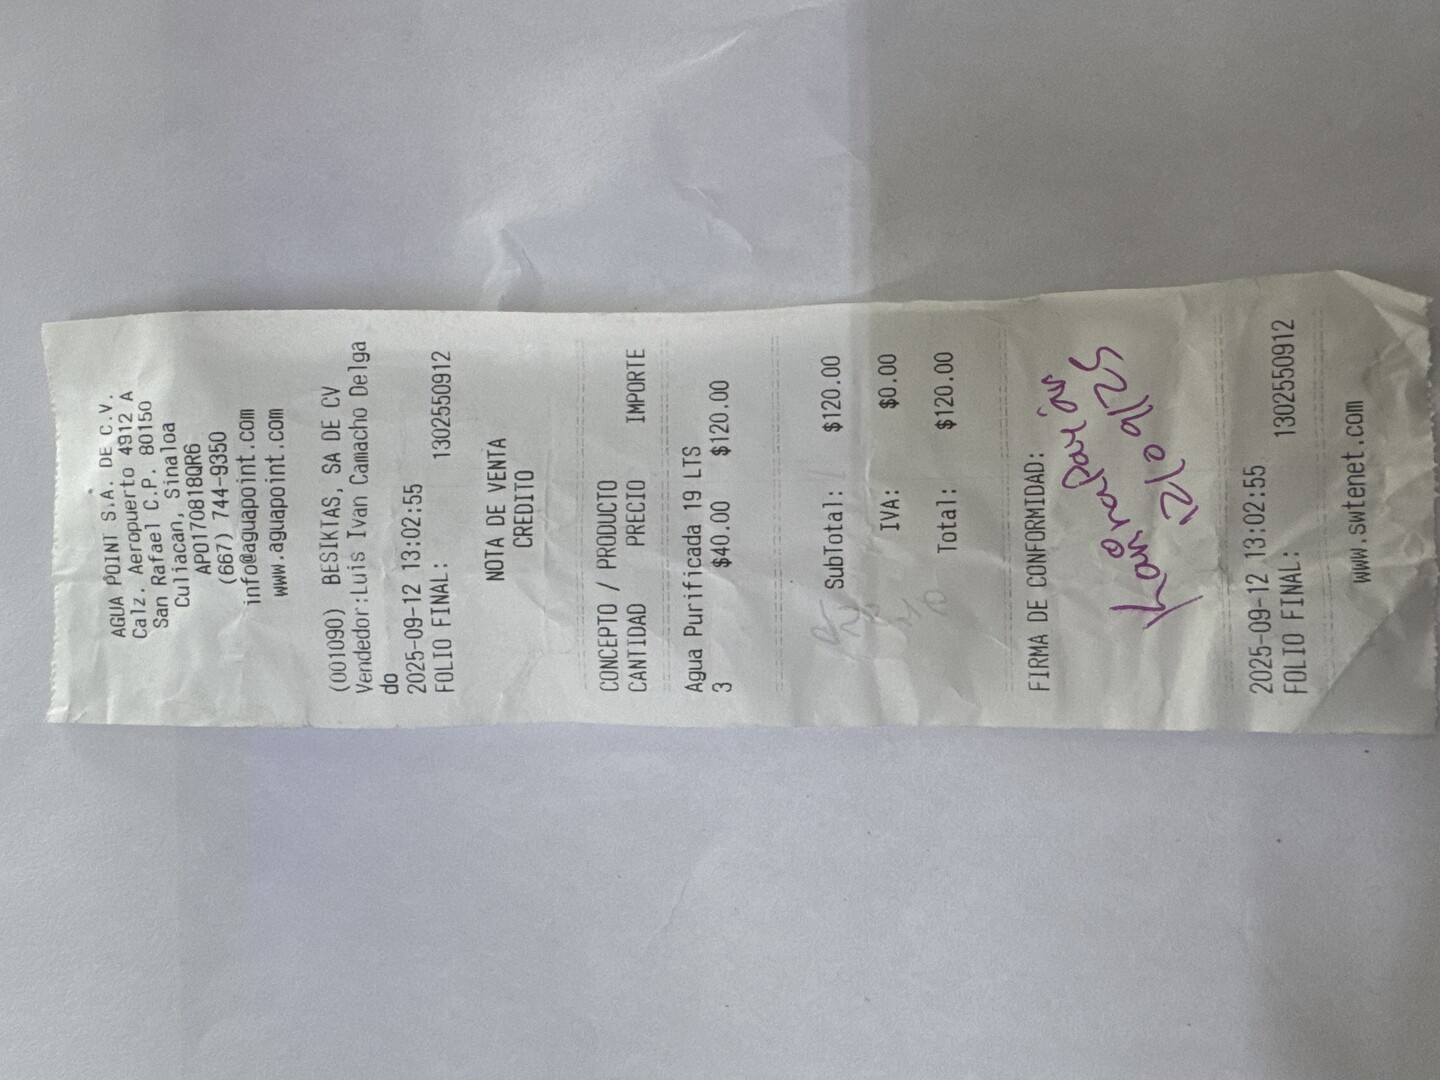 AGUA POINT S.A. DE C.V.
Calz. Aeropuerto 4912 A
San Rafael C.P. 80150
Culiacan, Sinaloa
APO170818QR6
(667) 744-9350
info@aguapoint.com
www.aguapoint.com
(001090) BESIKTAS, SA DE CV
Vendedor:Luis Ivan Camacho Delga
do
2025-09-12 13:02:55
FOLIO FINAL: 1302550912
NOTA DE VENTA
CREDITO
CONCEPTO / PRODUCTO
CANTIDAD PRECIO IMPORTE
Agua Purificada 19 LTS
3 $40.00 $120.00
SubTotal: $120.00
IVA: $0.00
Total: $120.00
FIRMA DE CONFORMIDAD:
2025-09-12 13:02:55
FOLIO FINAL: 1302550912
www.swtenet.com